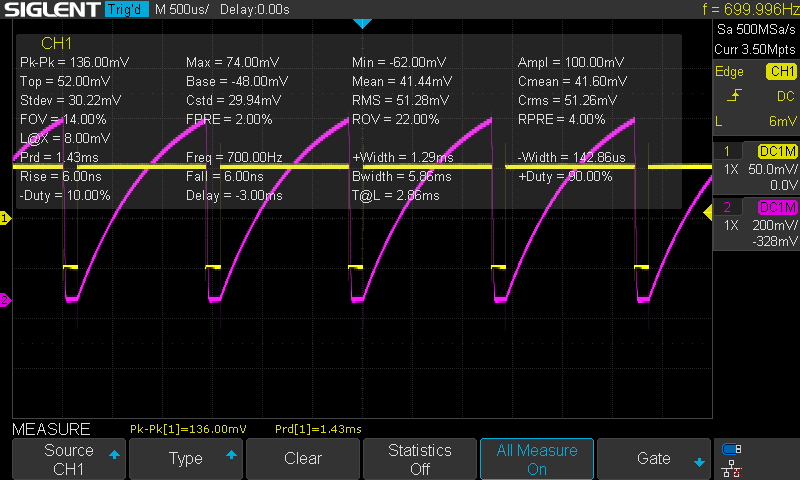 SIGLENT Trig'd M 500us/ Delay:0.00s f = 699.996Hz
Sa 500MSa/s
Curr 3.50Mpts
CH1
Pk-Pk = 136.00mV Max = 74.00mV Min = -62.00mV Ampl = 100.00mV
Top = 52.00mV Base = -48.00mV Mean = 41.44mV Cmean = 41.60mV
Stdev = 30.22mV Cstd = 29.94mV RMS = 51.28mV Crms = 51.26mV
FOV = 14.00% FPRE = 2.00% ROV = 22.00% RPRE = 4.00%
L@X = 8.00mV
Prd = 1.43ms Freq = 700.00Hz +Width = 1.29ms -Width = 142.86us
Rise = 6.00ns Fall = 6.00ns Bwidth = 5.86ms +Duty = 90.00%
-Duty = 10.00% Delay = -3.00ms T@L = 2.86ms
Edge CH1
DC
L 6mV
1 DC1M
1X 50.0mV/
0.0V
2 DC1M
1X 200mV/
-328mV
1
2
MEASURE Pk-Pk[1]=136.00mV Prd[1]=1.43ms
Source
CH1
Type
Clear
Statistics
Off
All Measure
On
Gate